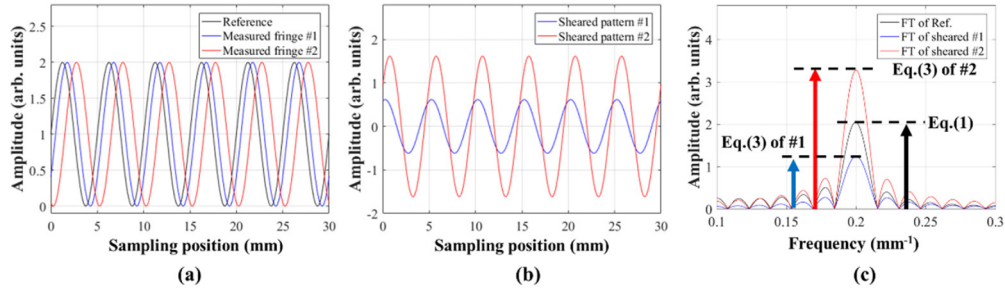 Reference
Measured fringe #1
Measured fringe #2
Amplitude (arb. units)
2.5
2
1.5
1
0.5
0
0 5 10 15 20 25 30
Sampling position (mm)
(a)
Sheared pattern #1
Sheared pattern #2
Amplitude (arb. units)
2
1
0
-1
-2
0 5 10 15 20 25 30
Sampling position (mm)
(b)
FT of Ref.
FT of sheared #1
FT of sheared #2
Eq.(3) of #2
Eq.(3) of #1
Eq.(1)
Amplitude (arb. units)
4
3
2
1
0
0.1 0.15 0.2 0.25 0.3
Frequency (mm-1)
(c)